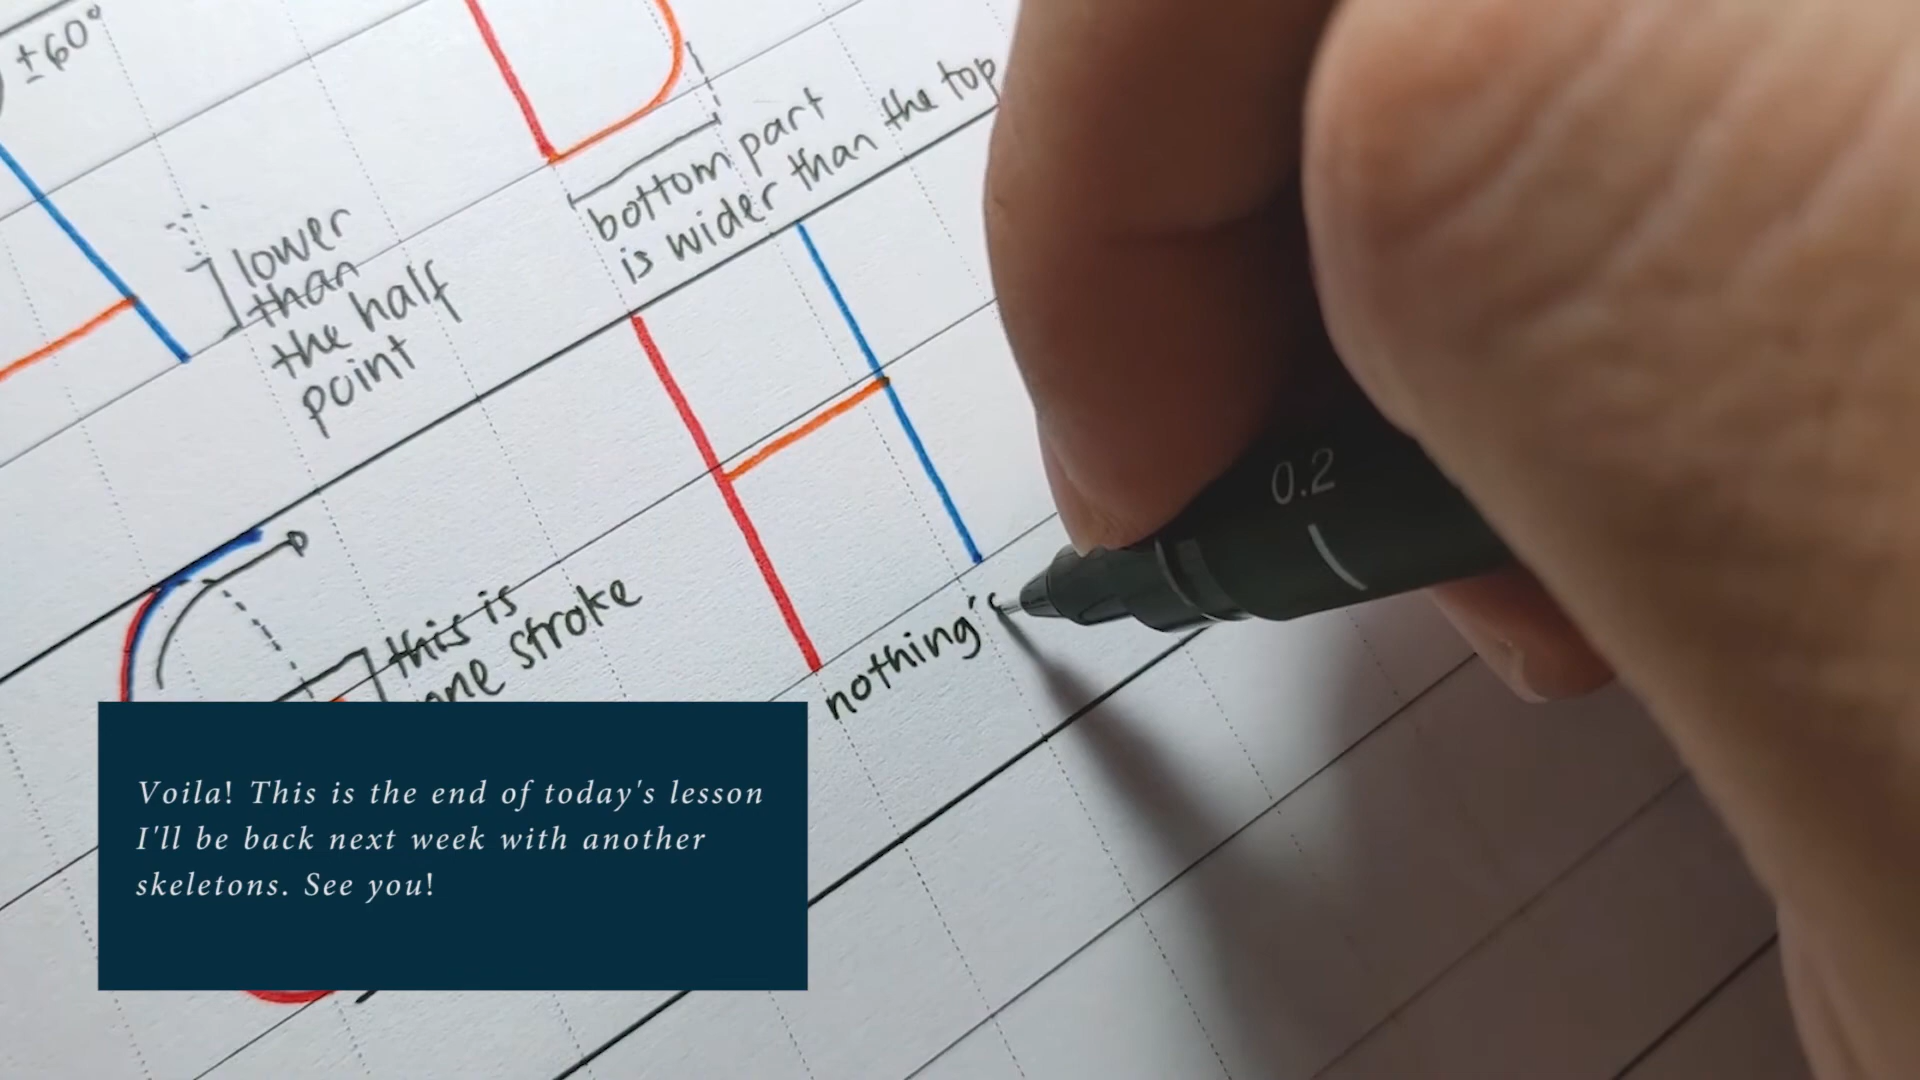 ±60°
bottom part
is wider than the top
lower
than
the half
point
this is
one stroke
nothing's
0.2
Voila! This is the end of today's lesson
I'll be back next week with another
skeletons. See you!